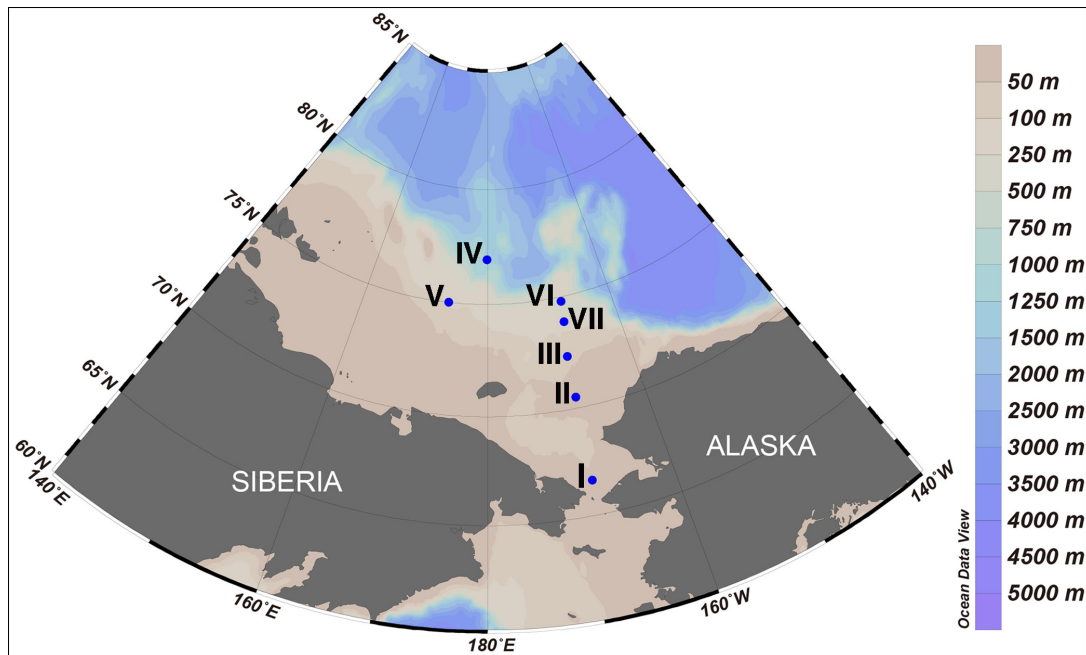 85°N
80°N
75°N
70°N
65°N
60°N
140°E
160°E
180°E
160°W
140°W
IV
V
VI
VII
III
II
I
SIBERIA
ALASKA
50 m
100 m
250 m
500 m
750 m
1000 m
1250 m
1500 m
2000 m
2500 m
3000 m
3500 m
4000 m
4500 m
5000 m
Ocean Data View